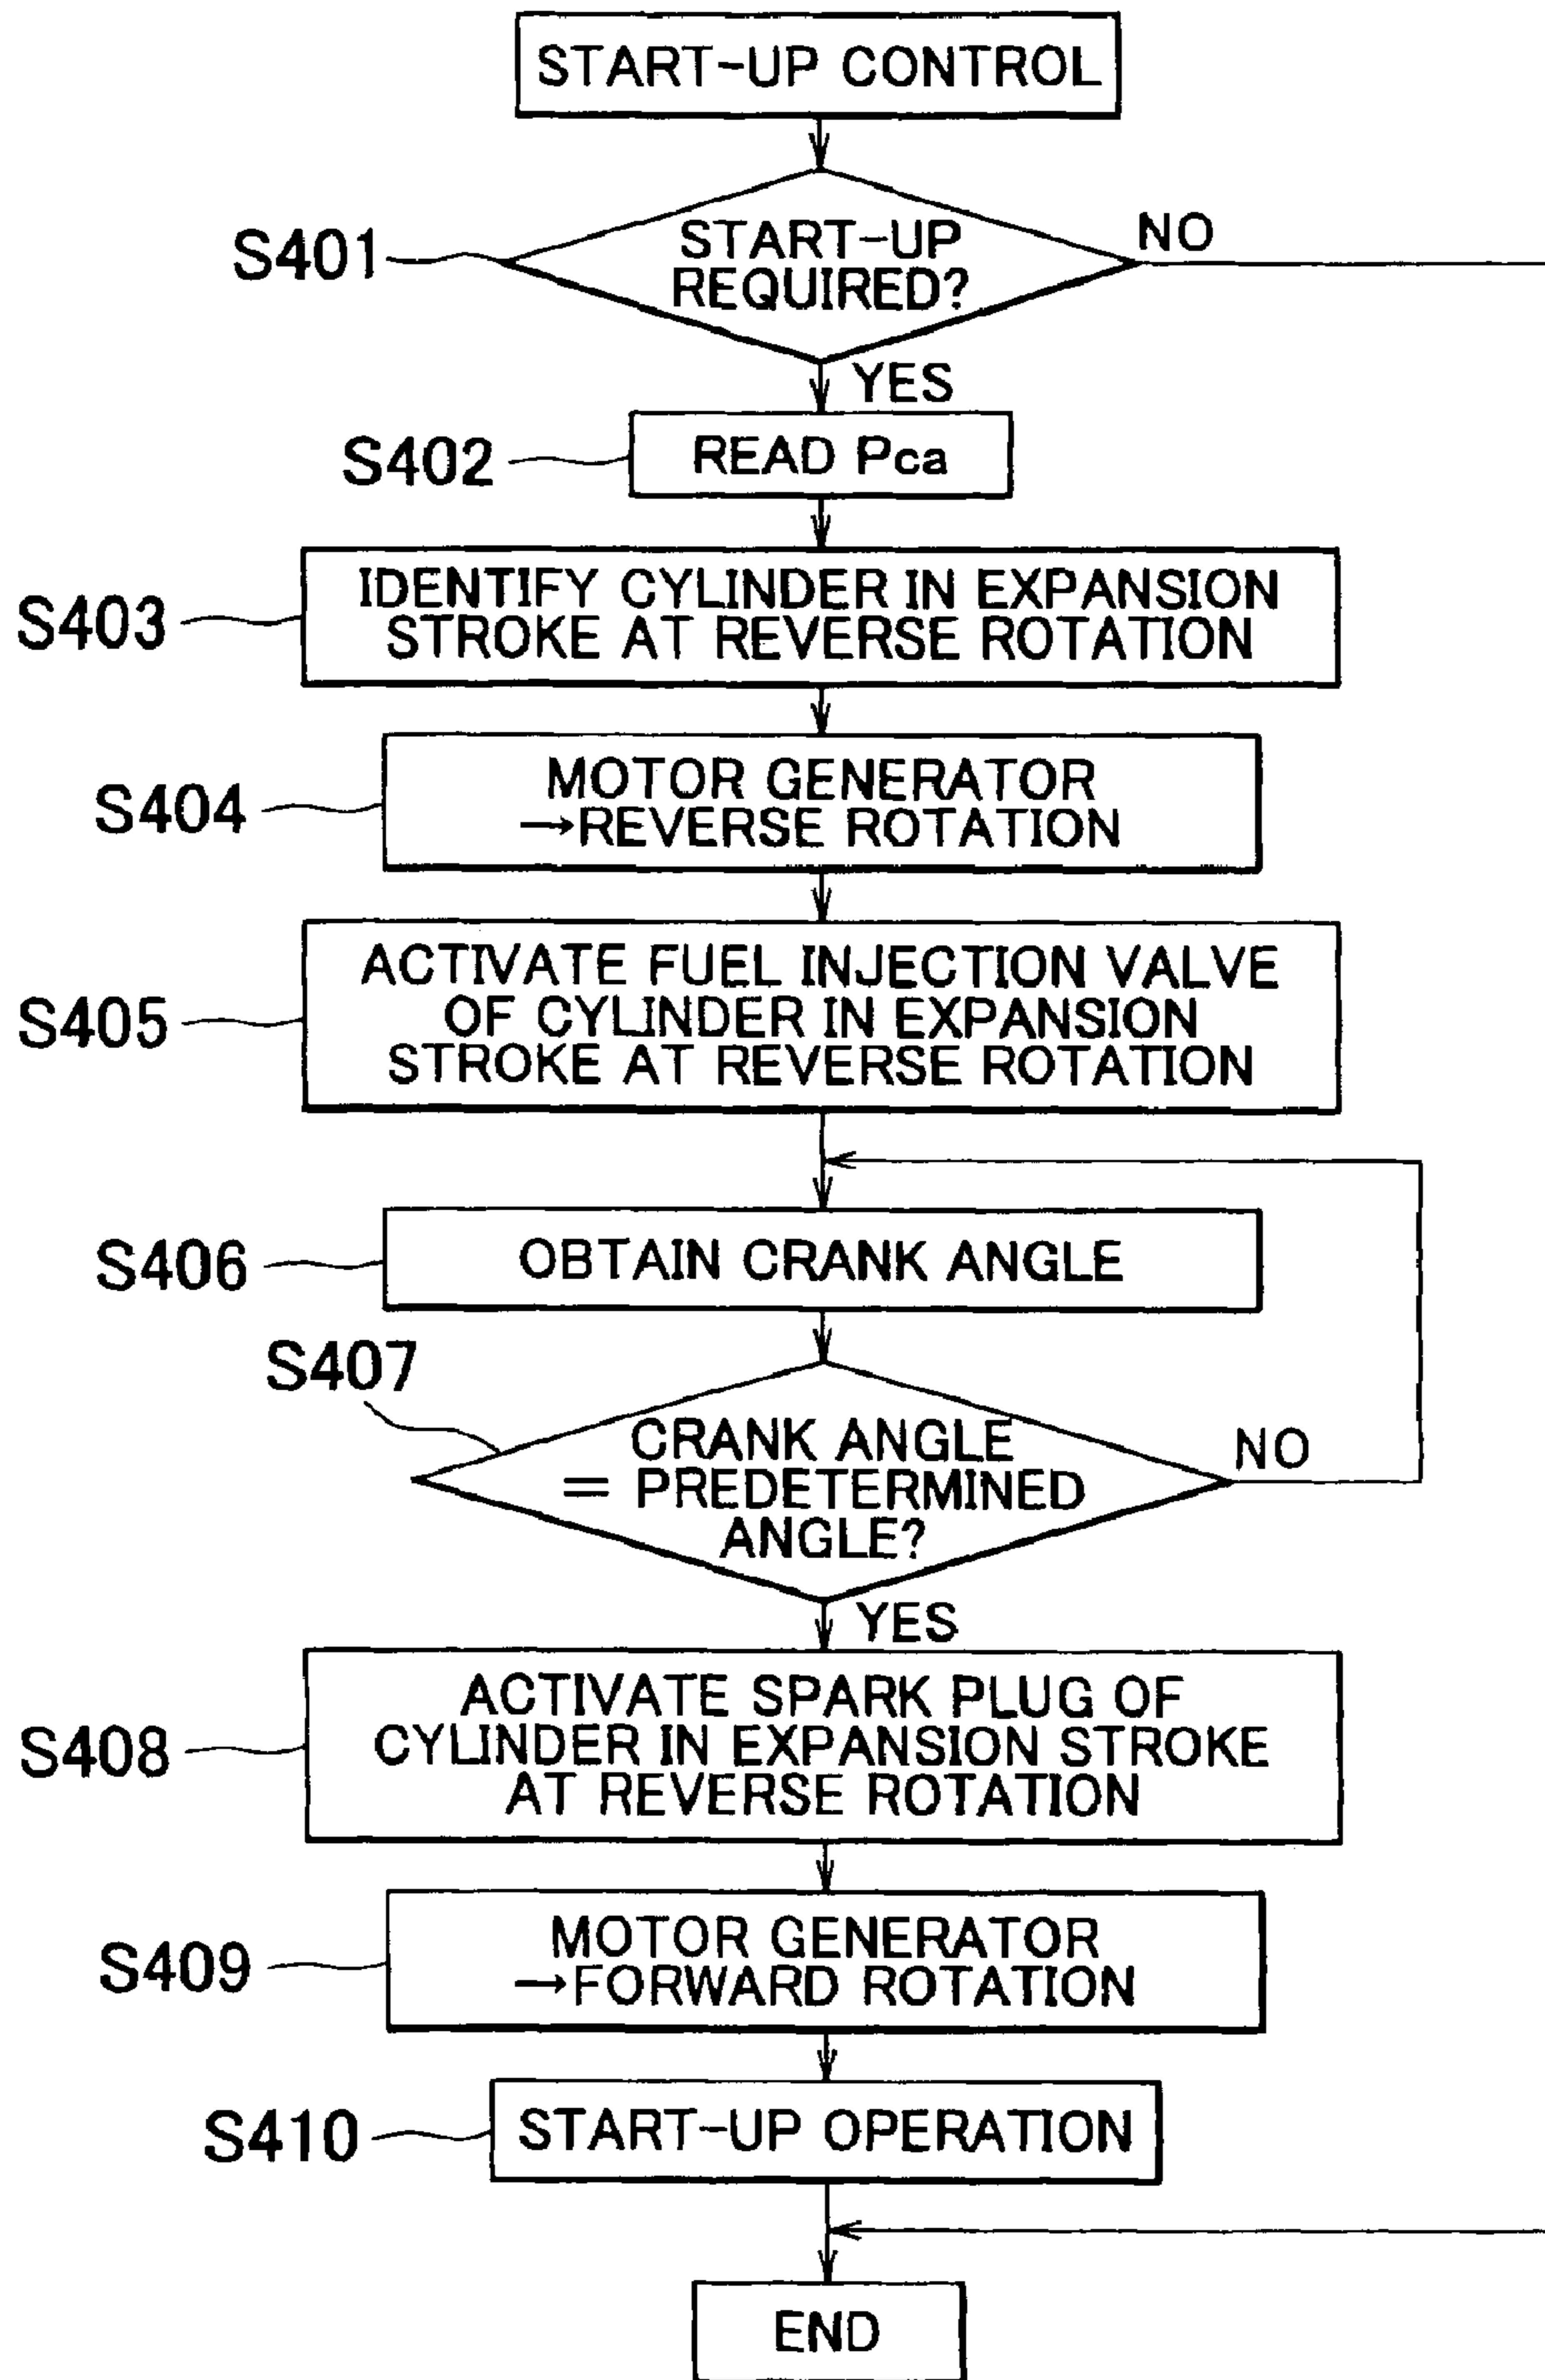 START-UP CONTROL
S401
START-UP
REQUIRED?
NO
YES
S402
READ Pca
S403
IDENTIFY CYLINDER IN EXPANSION
STROKE AT REVERSE ROTATION
S404
MOTOR GENERATOR
→REVERSE ROTATION
S405
ACTIVATE FUEL INJECTION VALVE
OF CYLINDER IN EXPANSION
STROKE AT REVERSE ROTATION
S406
OBTAIN CRANK ANGLE
S407
CRANK ANGLE
= PREDETERMINED
ANGLE?
NO
YES
S408
ACTIVATE SPARK PLUG OF
CYLINDER IN EXPANSION STROKE
AT REVERSE ROTATION
S409
MOTOR GENERATOR
→FORWARD ROTATION
S410
START-UP OPERATION
END